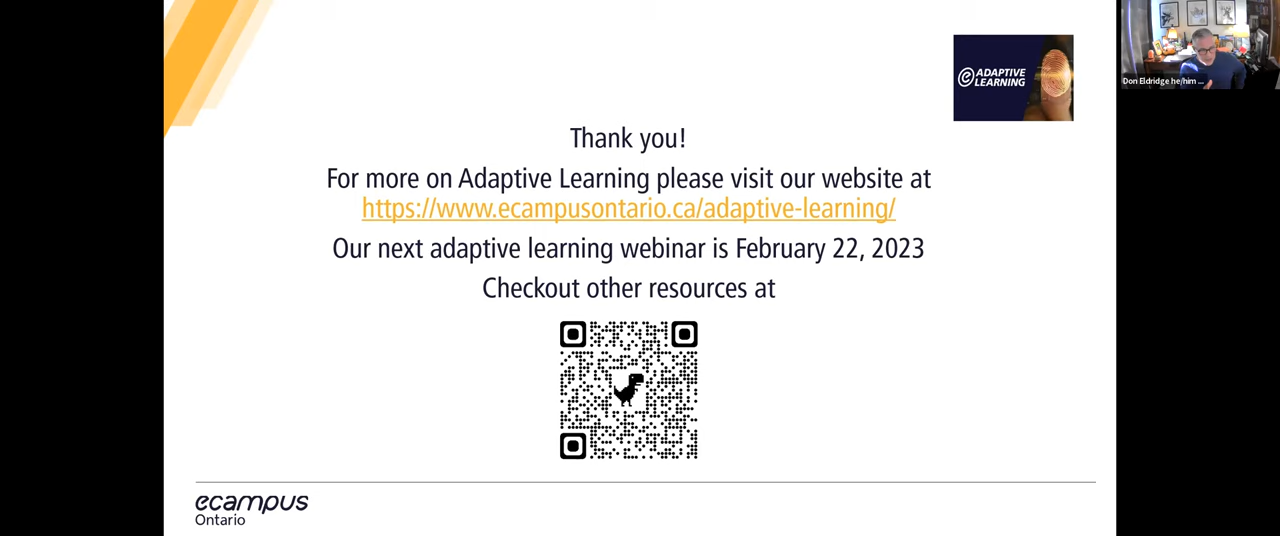 ADAPTIVE
LEARNING
Don Eldridge he/him ...
Thank you!
For more on Adaptive Learning please visit our website at
https://www.ecampusontario.ca/adaptive-learning/
Our next adaptive learning webinar is February 22, 2023
Checkout other resources at
ecampus
Ontario